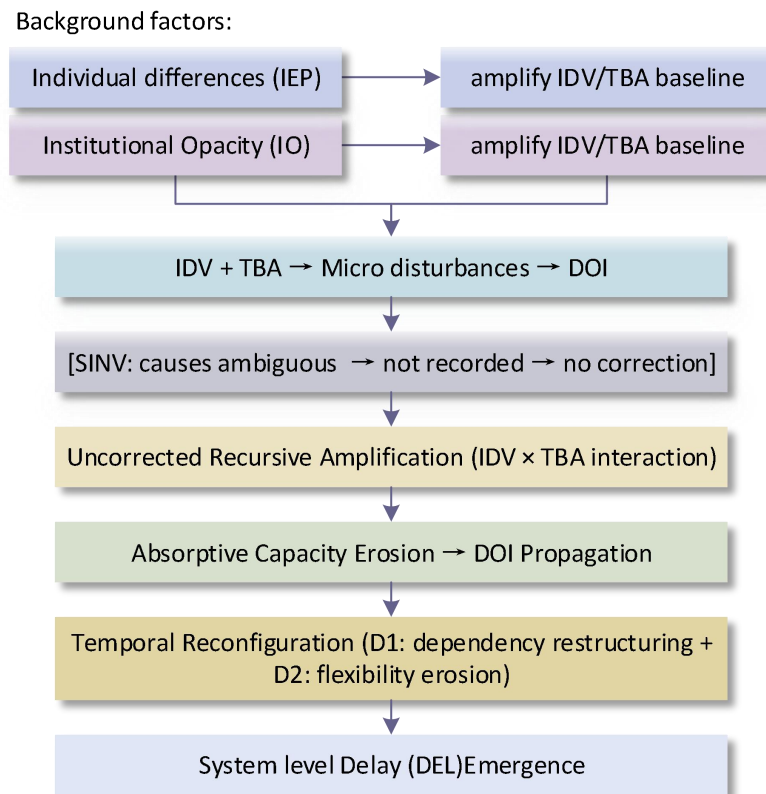 Background factors:
Individual differences (IEP)
amplify IDV/TBA baseline
Institutional Opacity (IO)
amplify IDV/TBA baseline
IDV + TBA → Micro disturbances → DOI
[SINV: causes ambiguous → not recorded → no correction]
Uncorrected Recursive Amplification (IDV × TBA interaction)
Absorptive Capacity Erosion → DOI Propagation
Temporal Reconfiguration (D1: dependency restructuring +
D2: flexibility erosion)
System level Delay (DEL)Emergence